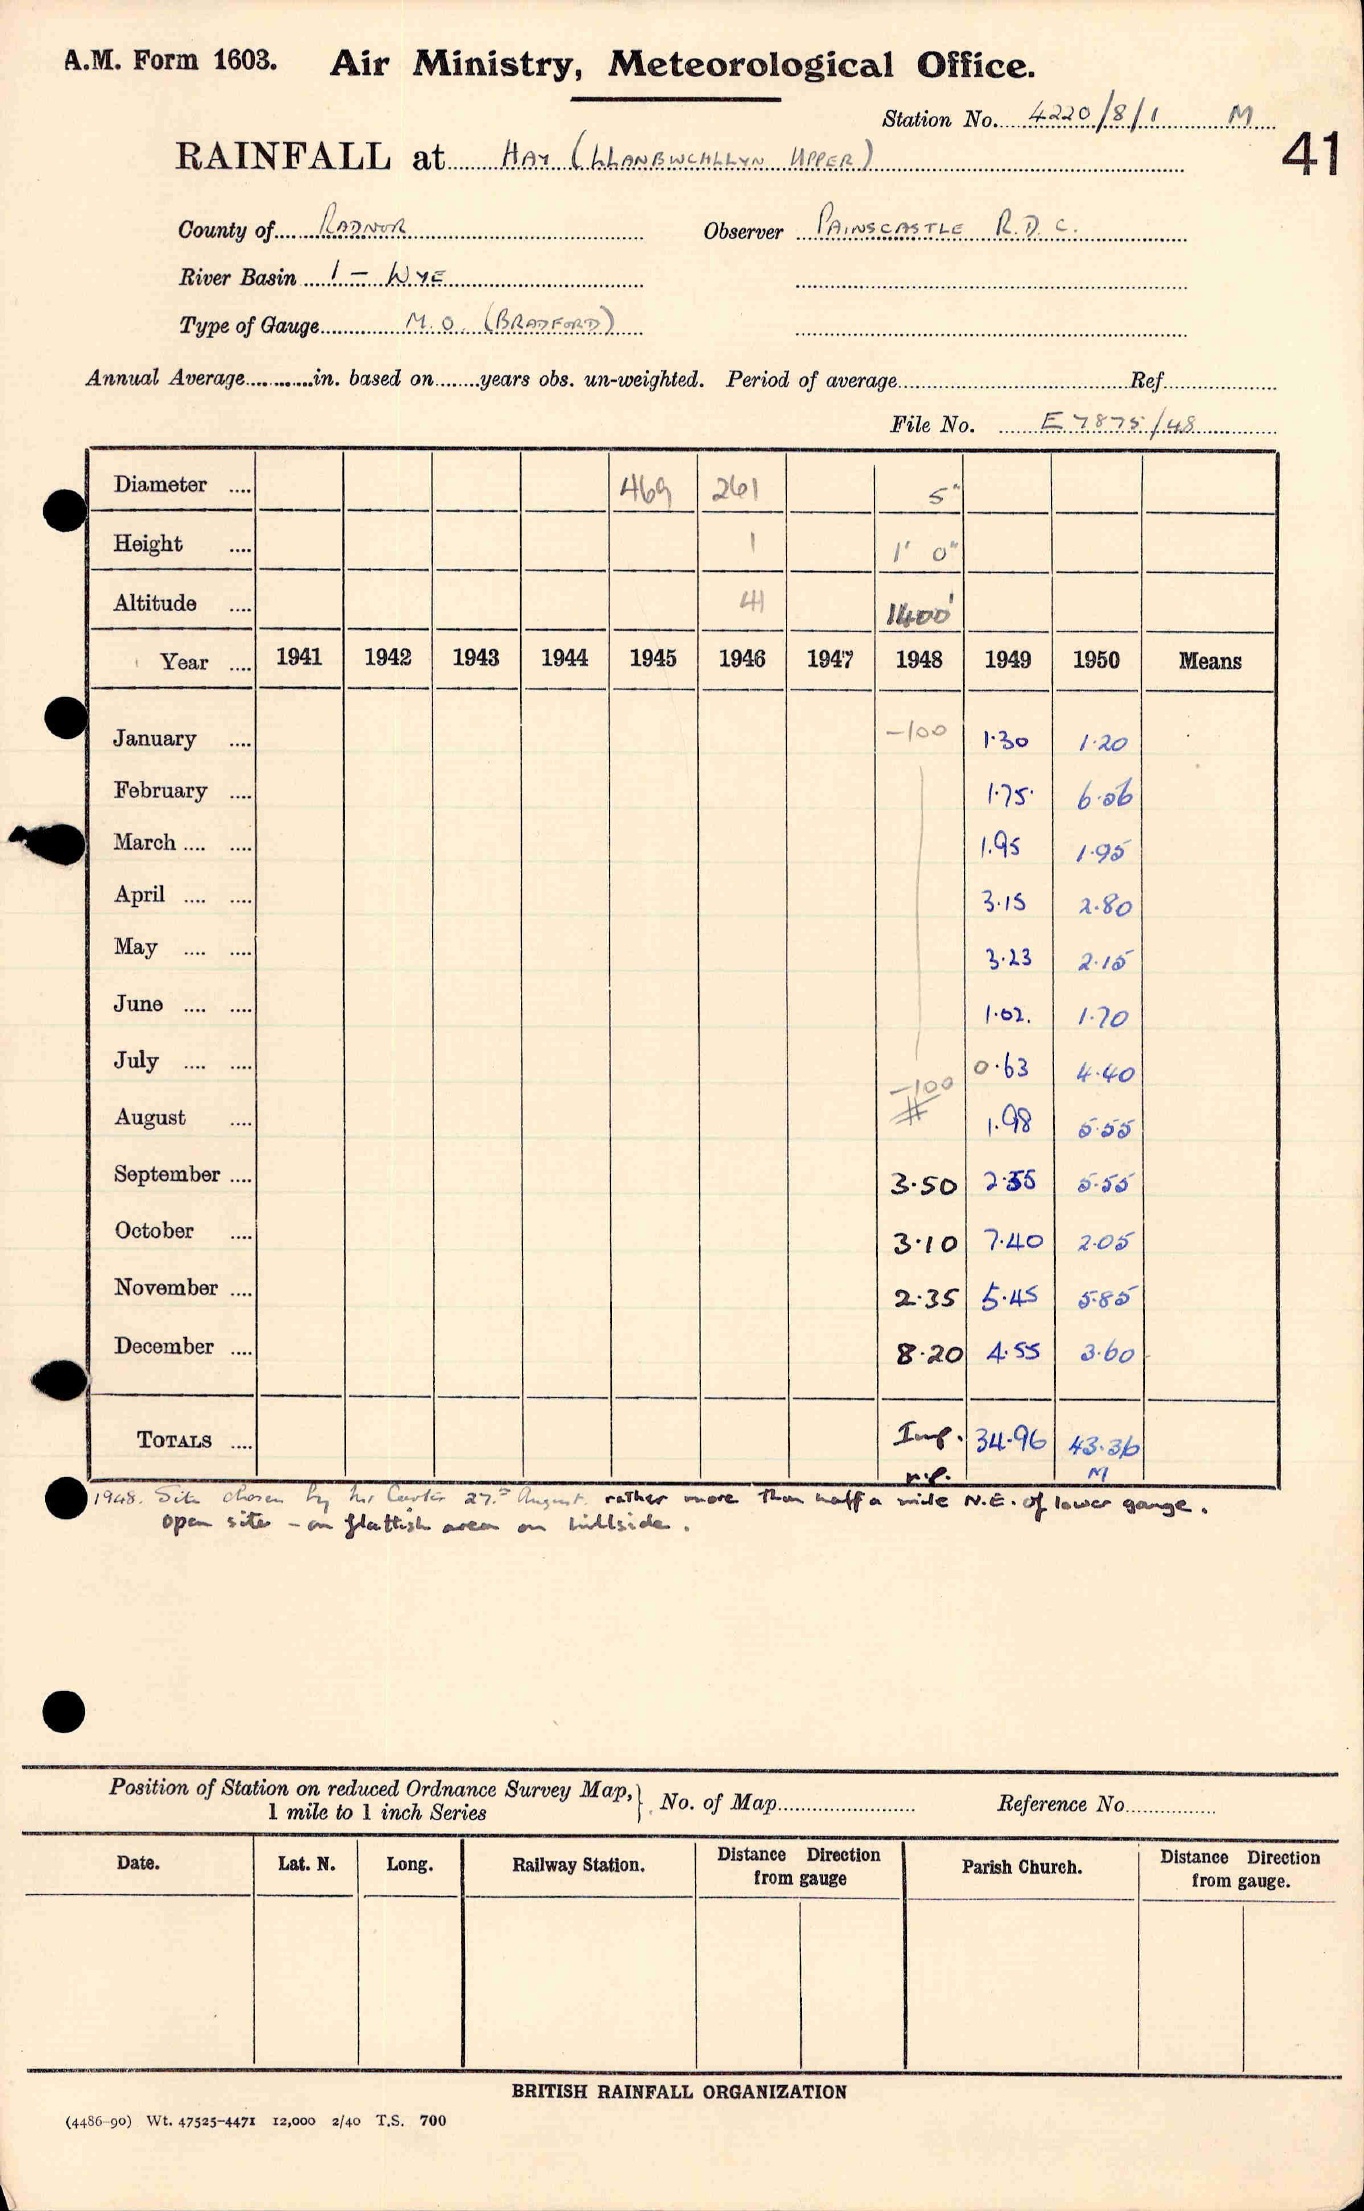 A.M. Form 1603. Air Ministry, Meteorological Office.
Station No. 4220/8/1 M
41
RAINFALL at HAY (LLANBWCHLLYN UPPER)
County of RADNOR Observer PAINSCASTLE R.D.C.
River Basin 1 – WYE
Type of Gauge M.O. (BRADFORD)
Annual Average............in. based on........years obs. un-weighted. Period of average........ Ref........
File No. E7875/48
Diameter .... 469 261 5"
Height .... 1 1' 0"
Altitude .... 41 1400'
Year .... 1941 1942 1943 1944 1945 1946 1947 1948 1949 1950 Means
January .... -100 1.30 1.20
February .... 1.75 6.56
March .... .... 1.95 1.95
April .... .... 3.15 2.80
May .... .... 3.23 2.15
June .... .... 1.02 1.70
July .... .... -100 0.63 4.40
August .... 1.98 5.55
September .... 3.50 2.55 5.55
October .... 3.10 7.40 2.05
November .... 2.35 5.45 5.85
December .... 8.20 4.55 3.60
TOTALS .... Imp. 34.96 43.36
n.p. M
1948. Site chosen by Mr Carter 27th August. rather more than half a mile N.E. of lower gauge.
Open site – on flattish area on hillside.
Position of Station on reduced Ordnance Survey Map, 1 mile to 1 inch Series } No. of Map........ Reference No........
Date. Lat. N. Long. Railway Station. Distance Direction from gauge Parish Church. Distance Direction from gauge.
BRITISH RAINFALL ORGANIZATION
(4486-90) Wt. 47525-4471 12,000 2/40 T.S. 700